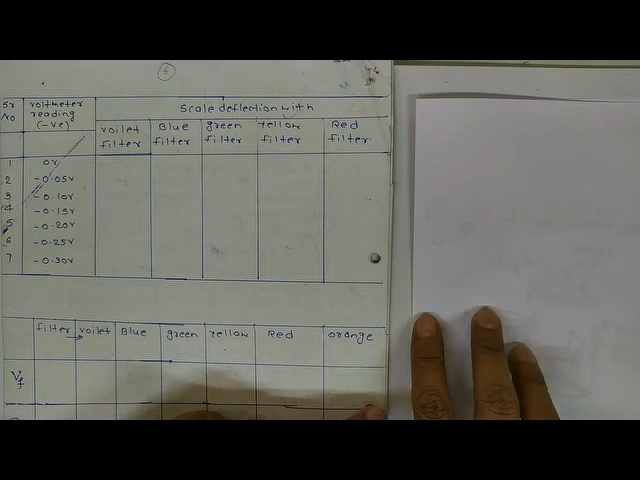 5
Sr No voltmeter reading (-ve) Scale deflection with
voilet filter Blue filter green filter Yellow filter Red filter
1 0v
2 -0.05v
3 -0.10v
4 -0.15v
5 -0.20v
6 -0.25v
7 -0.30v
filter → voilet Blue green Yellow Red orange
Vf